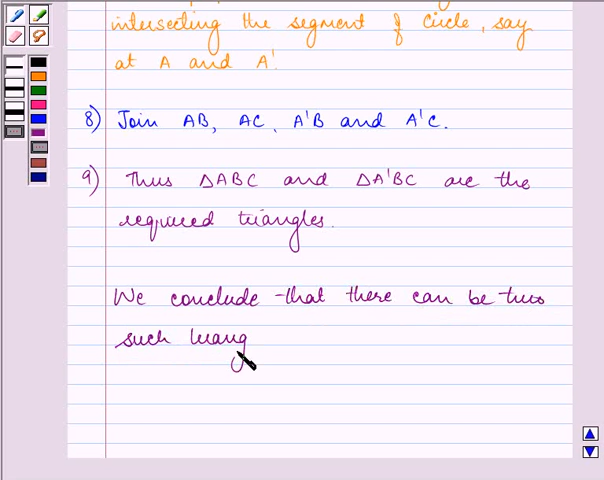 intersecting the segment of circle, say
at A and A'.
8) Join AB, AC, A'B and A'C.
9) Thus ΔABC and ΔA'BC are the
required triangles.
We conclude that there can be two
such triang